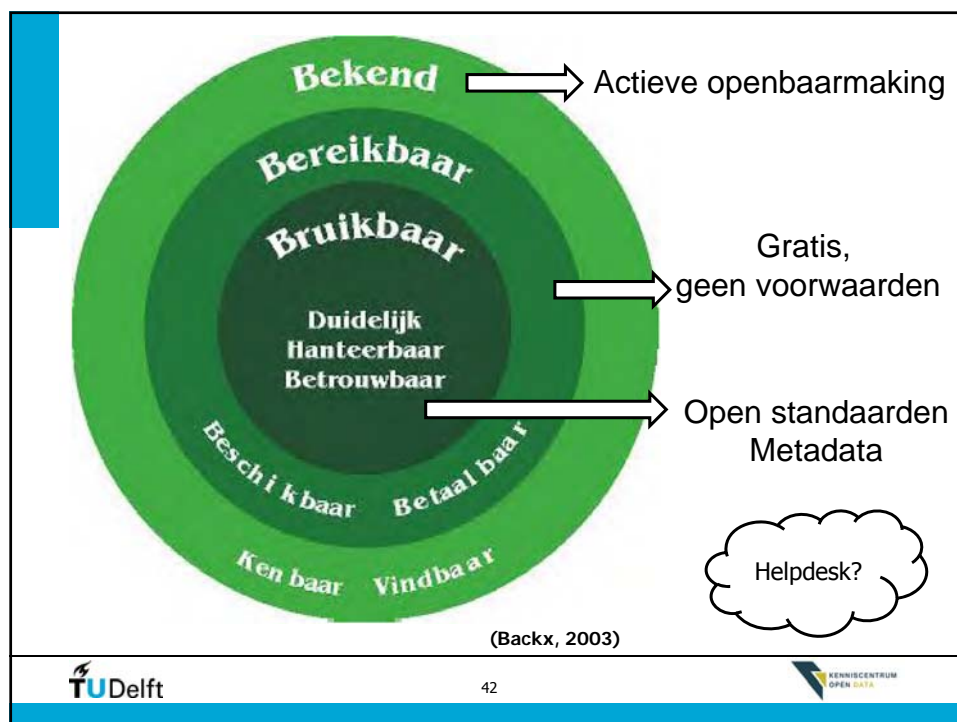 Bekend
Actieve openbaarmaking
Bereikbaar
Bruikbaar
Gratis,
geen voorwaarden
Duidelijk
Hanteerbaar
Betrouwbaar
Open standaarden
Metadata
Beschikbaar Betaalbaar
Kenbaar Vindbaar
Helpdesk?
(Backx, 2003)
TUDelft
42
KENNISCENTRUM
OPEN DATA